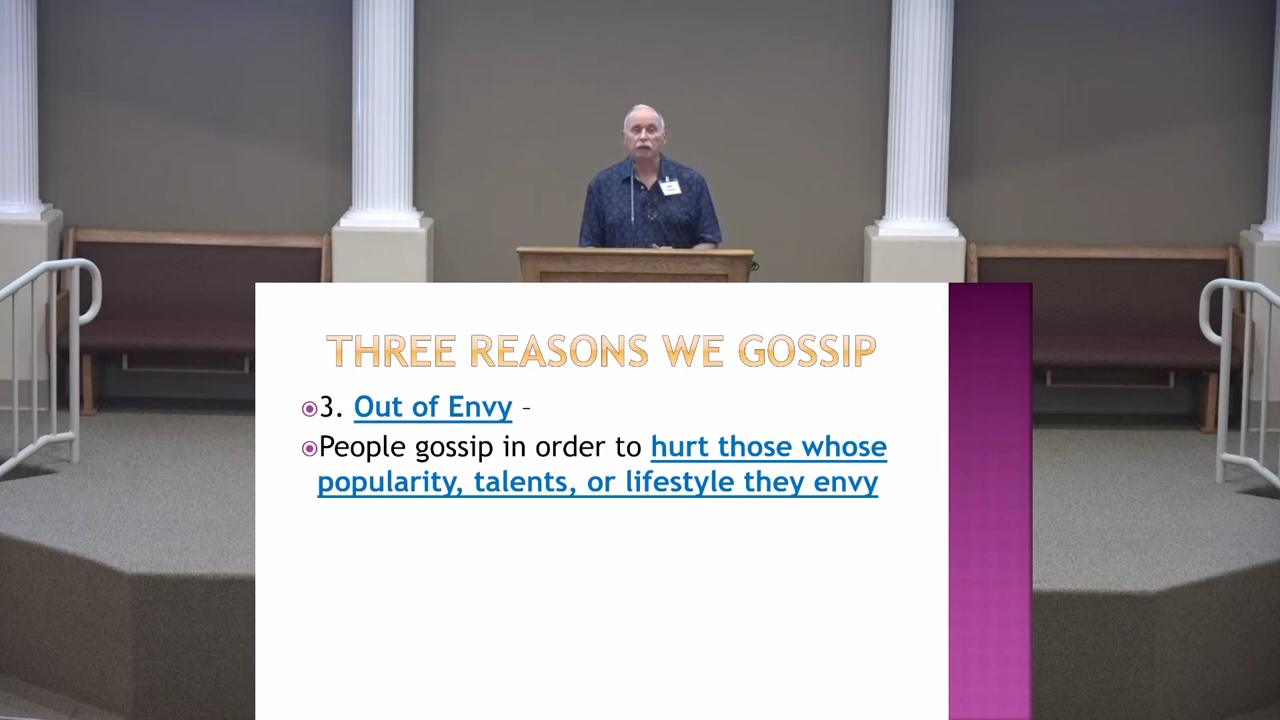 THREE REASONS WE GOSSIP
3. Out of Envy –
People gossip in order to hurt those whose
popularity, talents, or lifestyle they envy